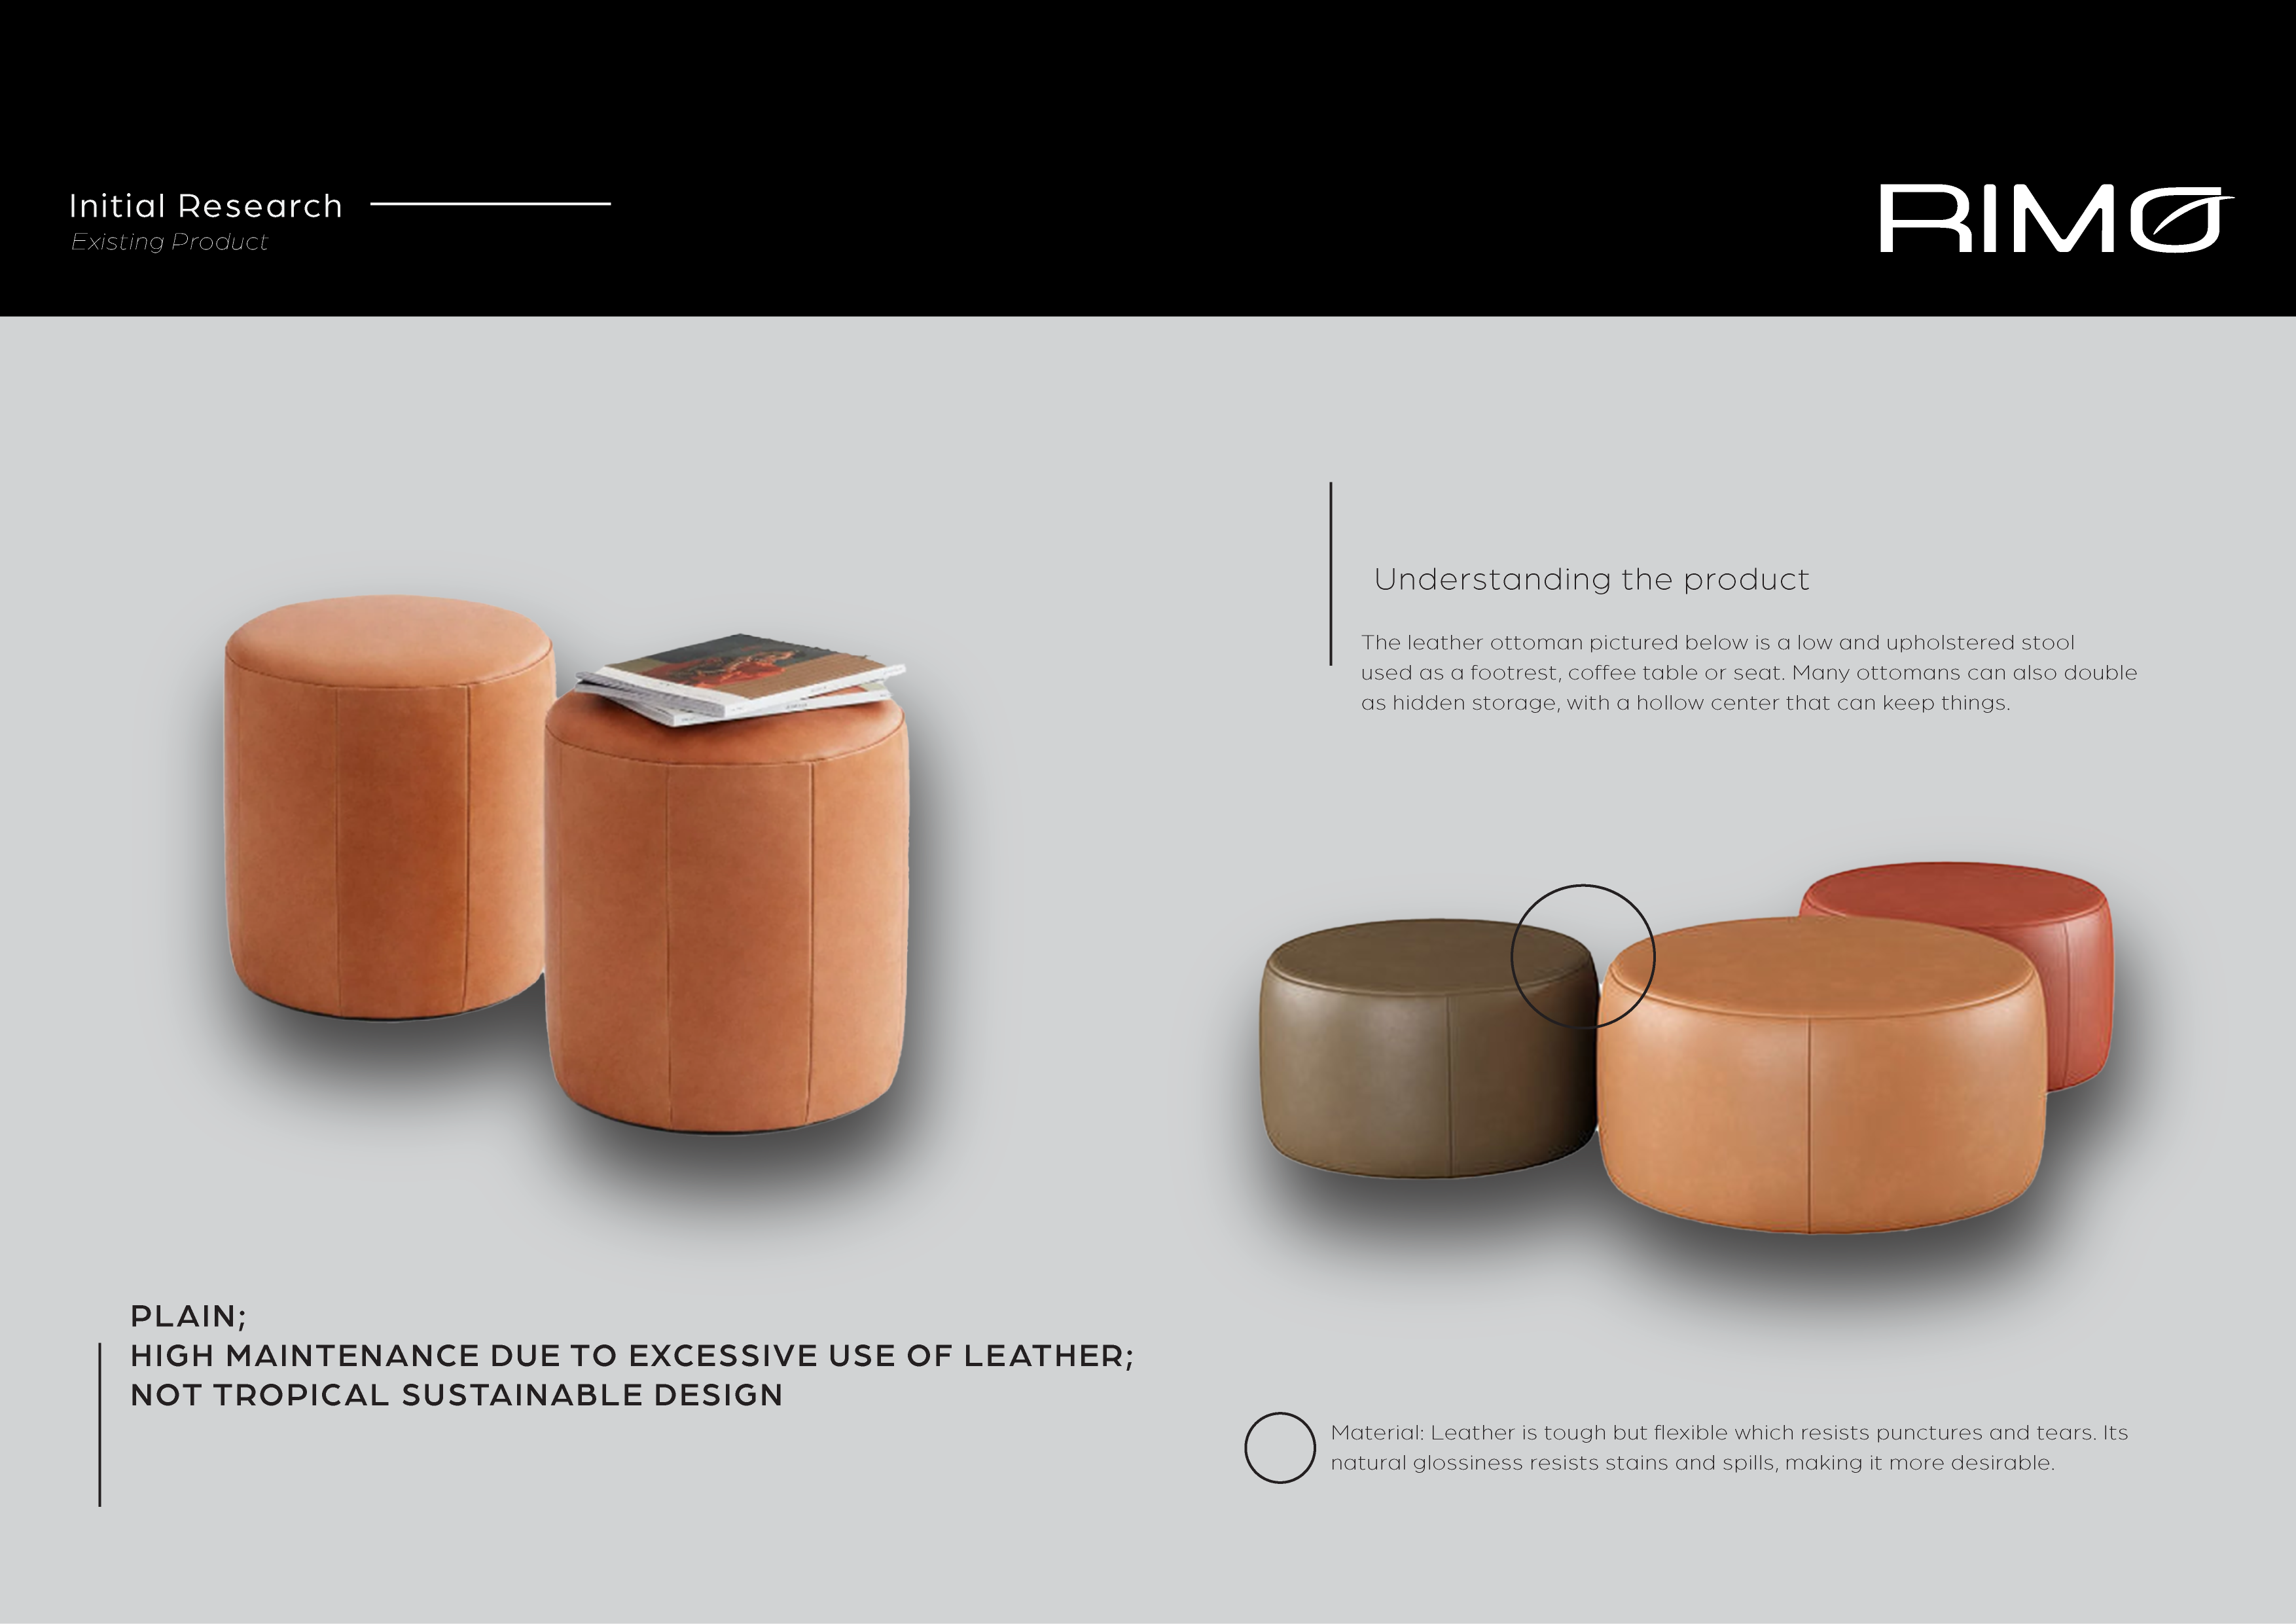 Initial Research
Existing Product
RIMO
Understanding the product
The leather ottoman pictured below is a low and upholstered stool
used as a footrest, coffee table or seat. Many ottomans can also double
as hidden storage, with a hollow center that can keep things.
PLAIN;
HIGH MAINTENANCE DUE TO EXCESSIVE USE OF LEATHER;
NOT TROPICAL SUSTAINABLE DESIGN
Material: Leather is tough but flexible which resists punctures and tears. Its
natural glossiness resists stains and spills, making it more desirable.